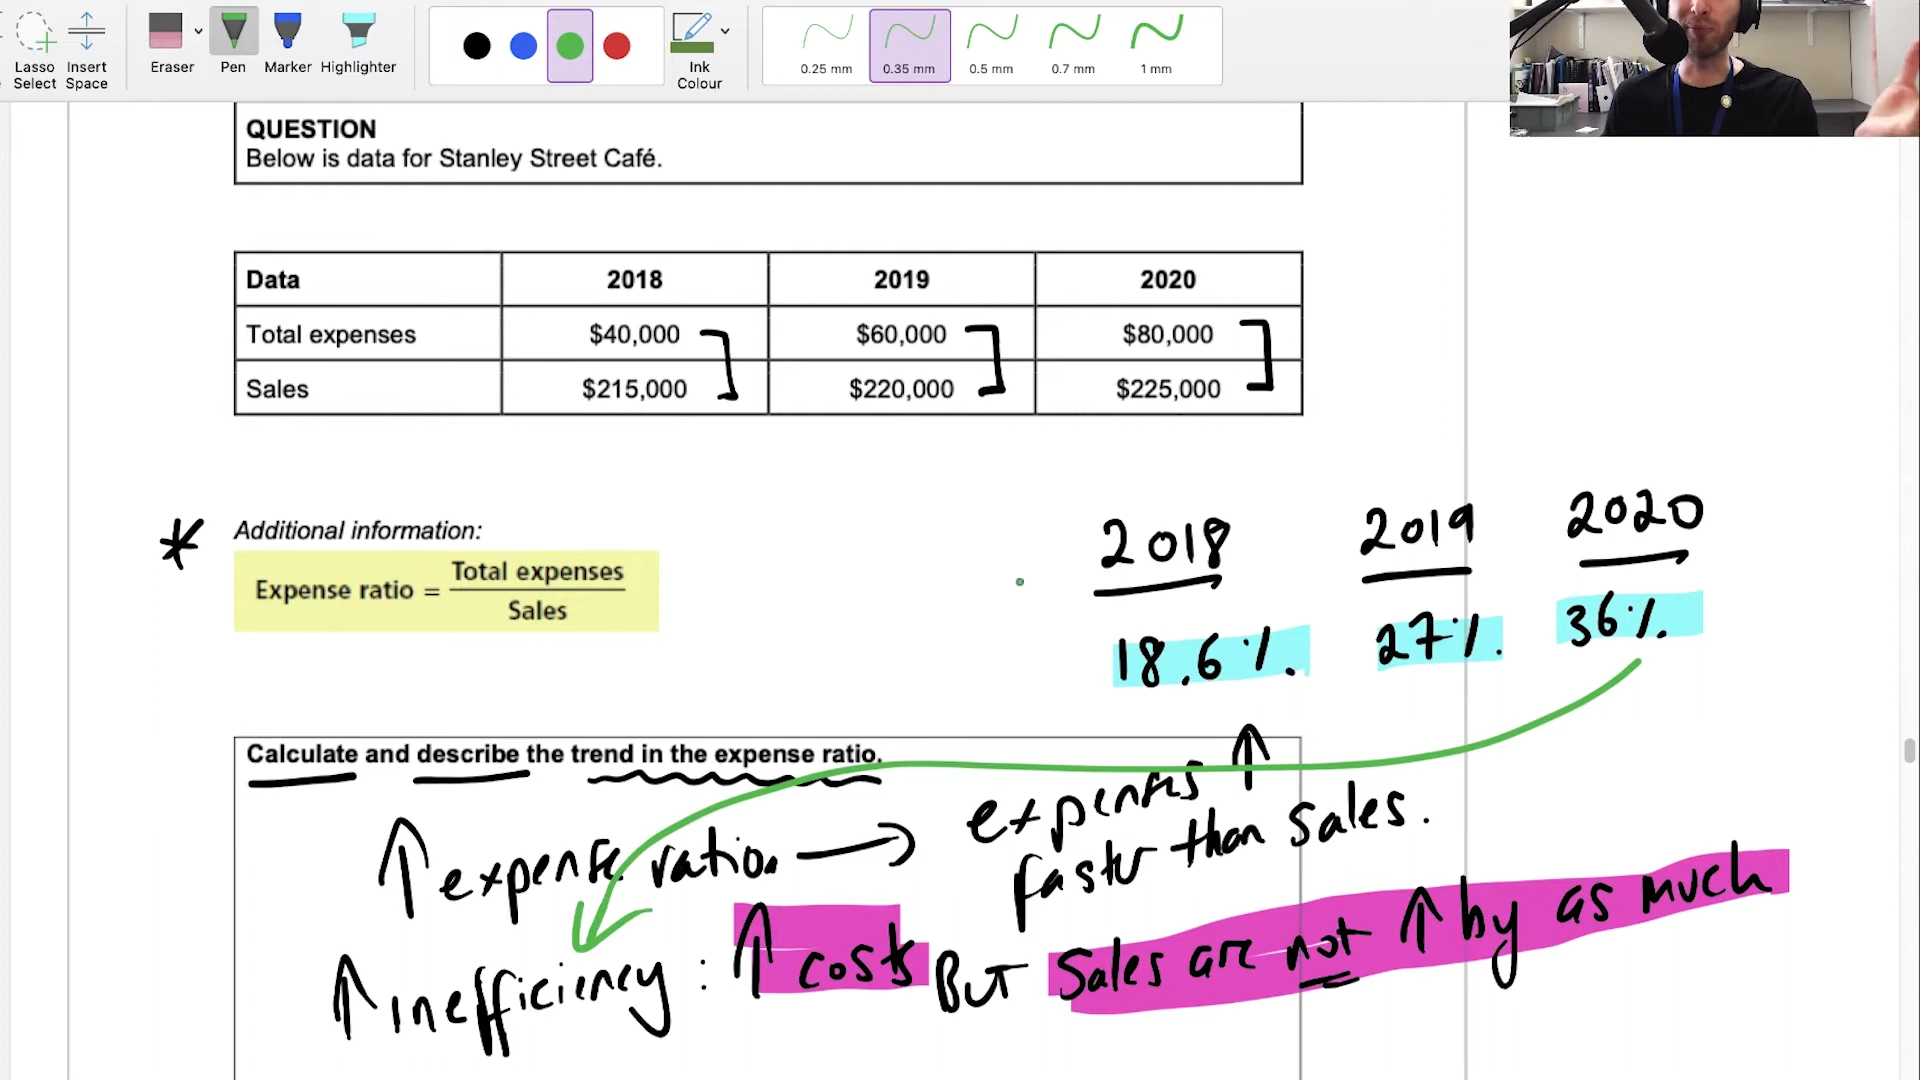 Lasso Select
Insert Space
Eraser
Pen
Marker
Highlighter
Ink Colour
0.25 mm
0.35 mm
0.5 mm
0.7 mm
1 mm
QUESTION
Below is data for Stanley Street Café.
Data 2018 2019 2020
Total expenses $40,000 $60,000 $80,000
Sales $215,000 $220,000 $225,000
* Additional information:
Expense ratio = Total expenses
Sales
2018 2019 2020
18.6%. 27%. 36%.
Calculate and describe the trend in the expense ratio.
↑ expense ratio → expenses ↑
faster than sales.
↑ inefficiency: ↑ costs BUT Sales are not ↑ by as much